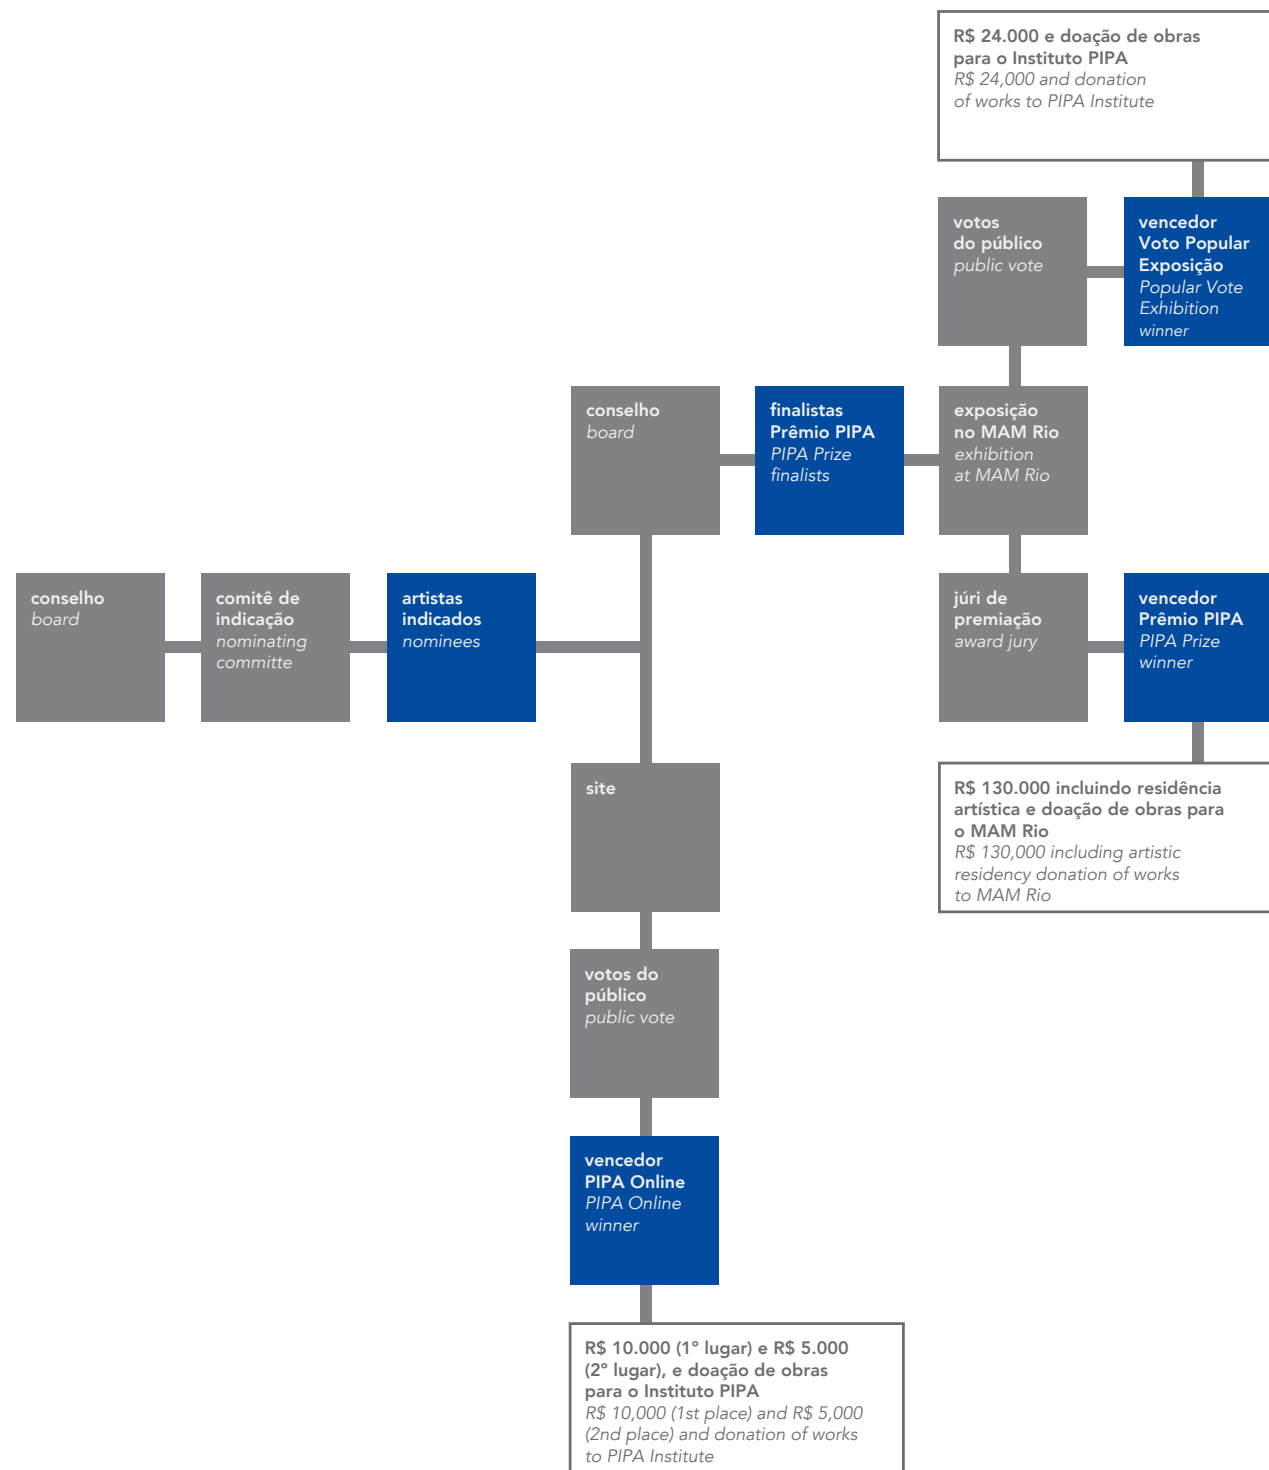 R$ 24.000 e doação de obras
para o Instituto PIPA
R$ 24,000 and donation
of works to PIPA Institute
votos
do público
public vote
vencedor
Voto Popular
Exposição
Popular Vote
Exhibition
winner
conselho
board
finalistas
Prêmio PIPA
PIPA Prize
finalists
exposição
no MAM Rio
exhibition
at MAM Rio
conselho
board
comitê de
indicação
nominating
committe
artistas
indicados
nominees
júri de
premiação
award jury
vencedor
Prêmio PIPA
PIPA Prize
winner
site
R$ 130.000 incluindo residência
artística e doação de obras para
o MAM Rio
R$ 130,000 including artistic
residency donation of works
to MAM Rio
votos do
público
public vote
vencedor
PIPA Online
PIPA Online
winner
R$ 10.000 (1º lugar) e R$ 5.000
(2º lugar), e doação de obras
para o Instituto PIPA
R$ 10,000 (1st place) and R$ 5,000
(2nd place) and donation of works
to PIPA Institute